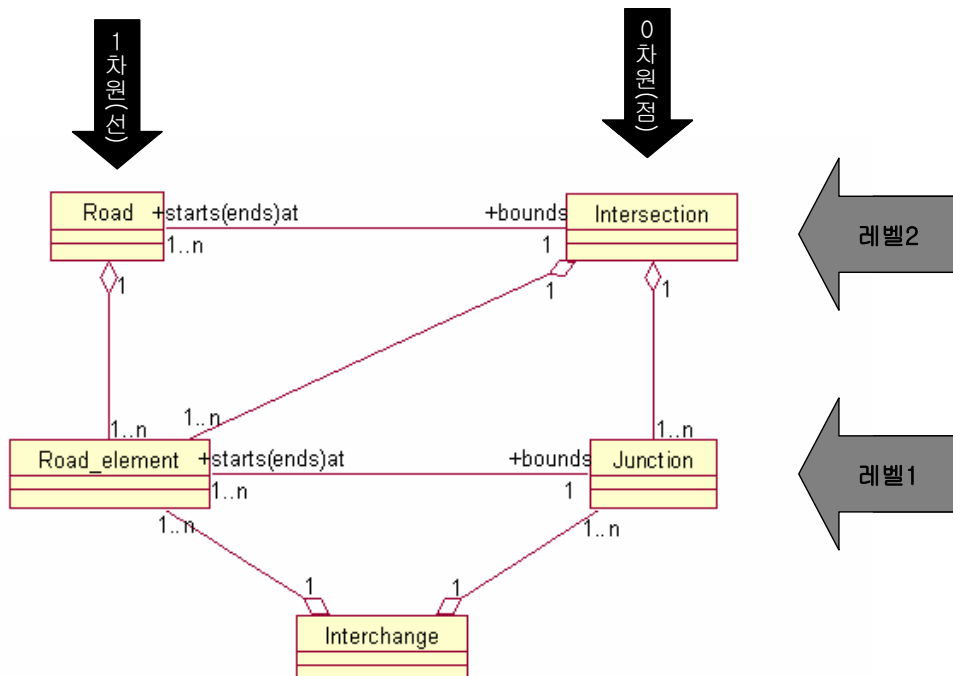 1차원(선)
0차원(점)
Road
+starts(ends)at
+bounds
Intersection
레벨2
1..n
1
1
1
1
1..n
1..n
1..n
Road_element
+starts(ends)at
+bounds
Junction
레벨1
1..n
1
1..n
1..n
1
1
Interchange